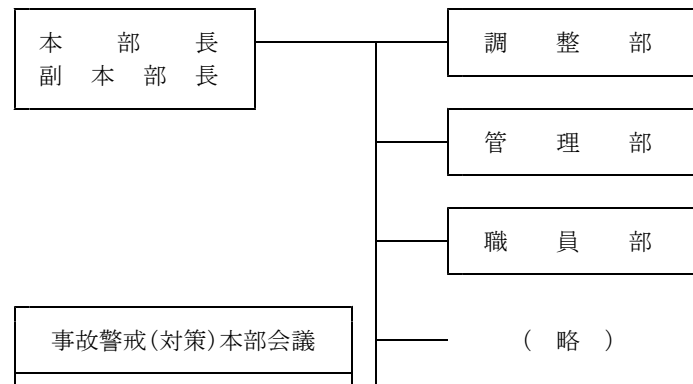 本部長
副本部長
調整部
管理部
職員部
事故警戒(対策)本部会議
(略)